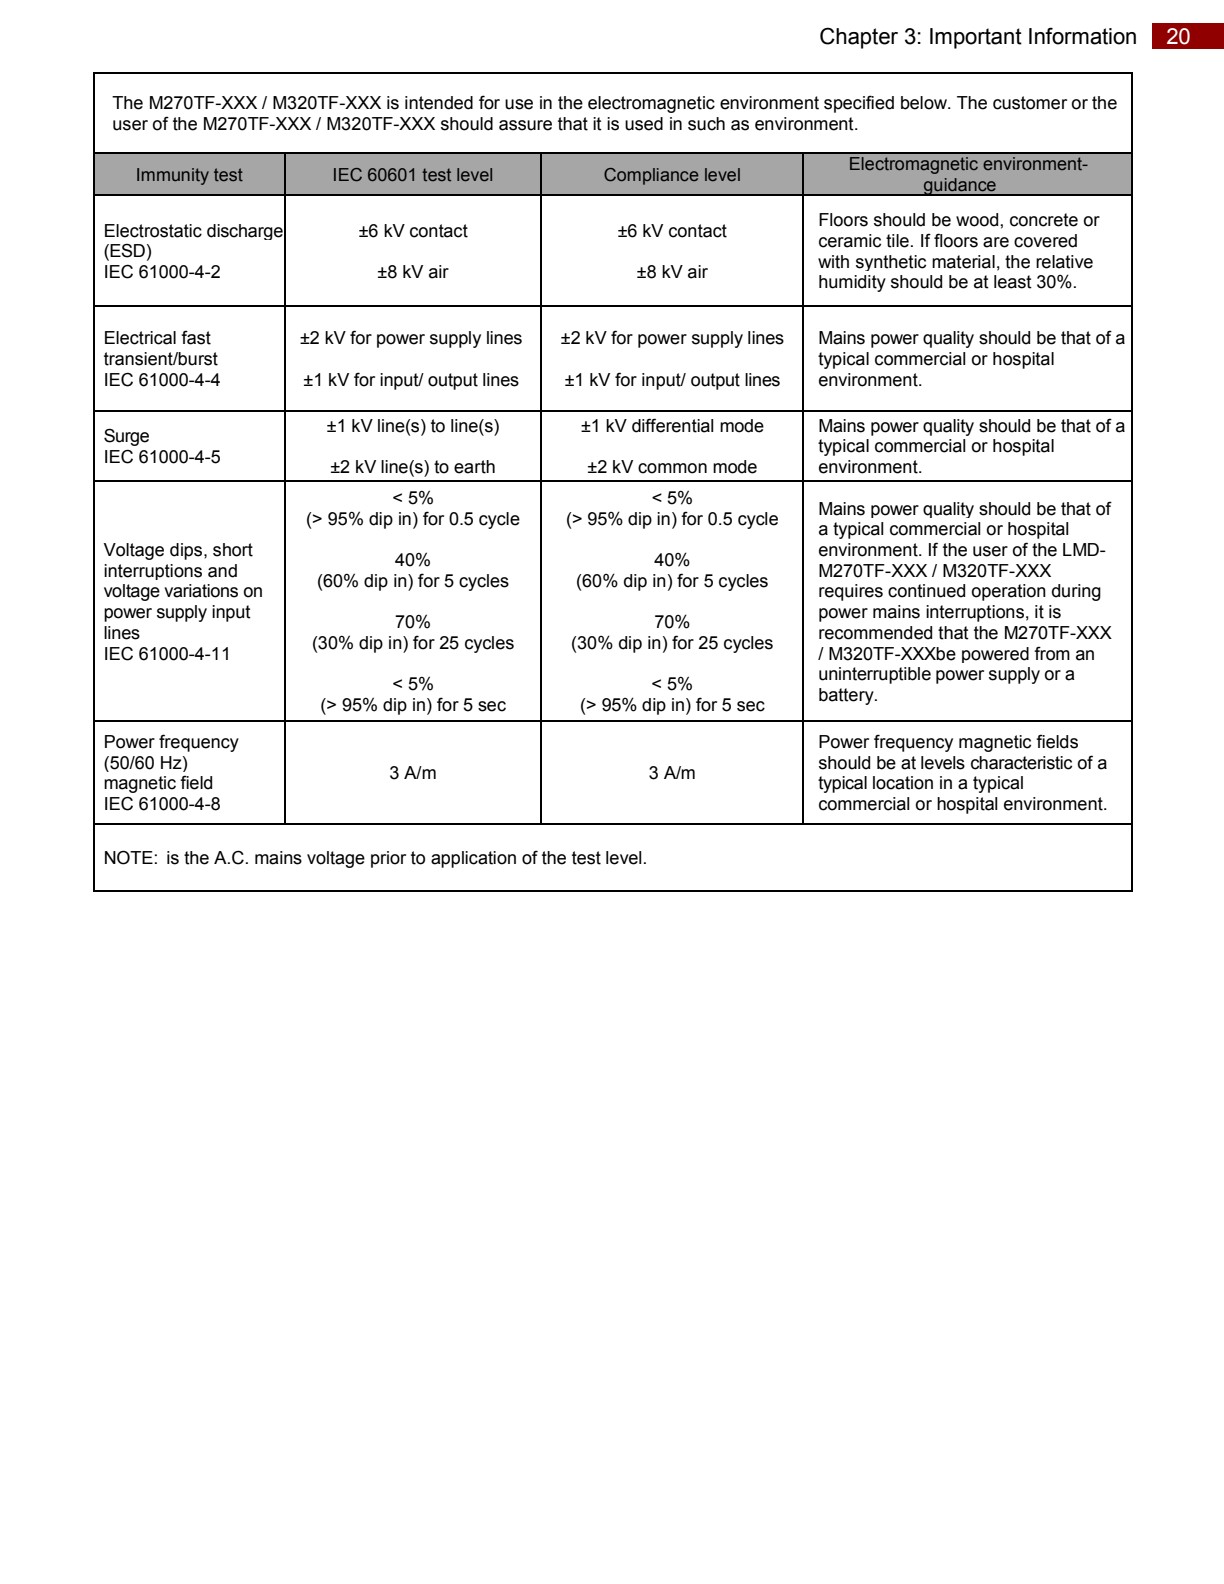 Chapter 3: Important Information 20
The M270TF-XXX / M320TF-XXX is intended for use in the electromagnetic environment specified below. The customer or the
user of the M270TF-XXX / M320TF-XXX should assure that it is used in such as environment.
Immunity test
IEC 60601 test level
Compliance level
Electromagnetic environment-
guidance
Electrostatic discharge
(ESD)
IEC 61000-4-2
±6 kV contact
±8 kV air
±6 kV contact
±8 kV air
Floors should be wood, concrete or
ceramic tile. If floors are covered
with synthetic material, the relative
humidity should be at least 30%.
Electrical fast
transient/burst
IEC 61000-4-4
±2 kV for power supply lines
±1 kV for input/ output lines
±2 kV for power supply lines
±1 kV for input/ output lines
Mains power quality should be that of a
typical commercial or hospital
environment.
Surge
IEC 61000-4-5
±1 kV line(s) to line(s)
±2 kV line(s) to earth
±1 kV differential mode
±2 kV common mode
Mains power quality should be that of a
typical commercial or hospital
environment.
Voltage dips, short
interruptions and
voltage variations on
power supply input
lines
IEC 61000-4-11
< 5%
(> 95% dip in) for 0.5 cycle
40%
(60% dip in) for 5 cycles
70%
(30% dip in) for 25 cycles
< 5%
(> 95% dip in) for 5 sec
< 5%
(> 95% dip in) for 0.5 cycle
40%
(60% dip in) for 5 cycles
70%
(30% dip in) for 25 cycles
< 5%
(> 95% dip in) for 5 sec
Mains power quality should be that of
a typical commercial or hospital
environment. If the user of the LMD-
M270TF-XXX / M320TF-XXX
requires continued operation during
power mains interruptions, it is
recommended that the M270TF-XXX
/ M320TF-XXXbe powered from an
uninterruptible power supply or a
battery.
Power frequency
(50/60 Hz)
magnetic field
IEC 61000-4-8
3 A/m
3 A/m
Power frequency magnetic fields
should be at levels characteristic of a
typical location in a typical
commercial or hospital environment.
NOTE: is the A.C. mains voltage prior to application of the test level.